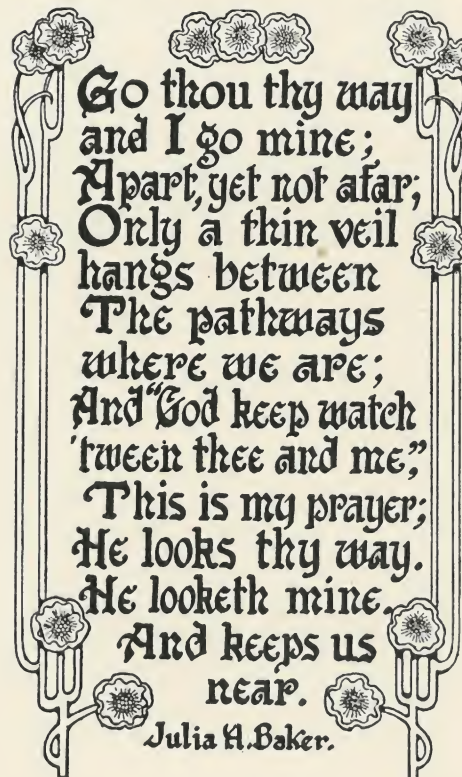 Go thou thy way
and I go mine;
Apart, yet not afar;
Only a thin veil
hangs between
The pathways
where we are;
And "God keep watch
'tween thee and me,"
This is my prayer;
He looks thy way.
He looketh mine.
And keeps us
near.
Julia A. Baker.